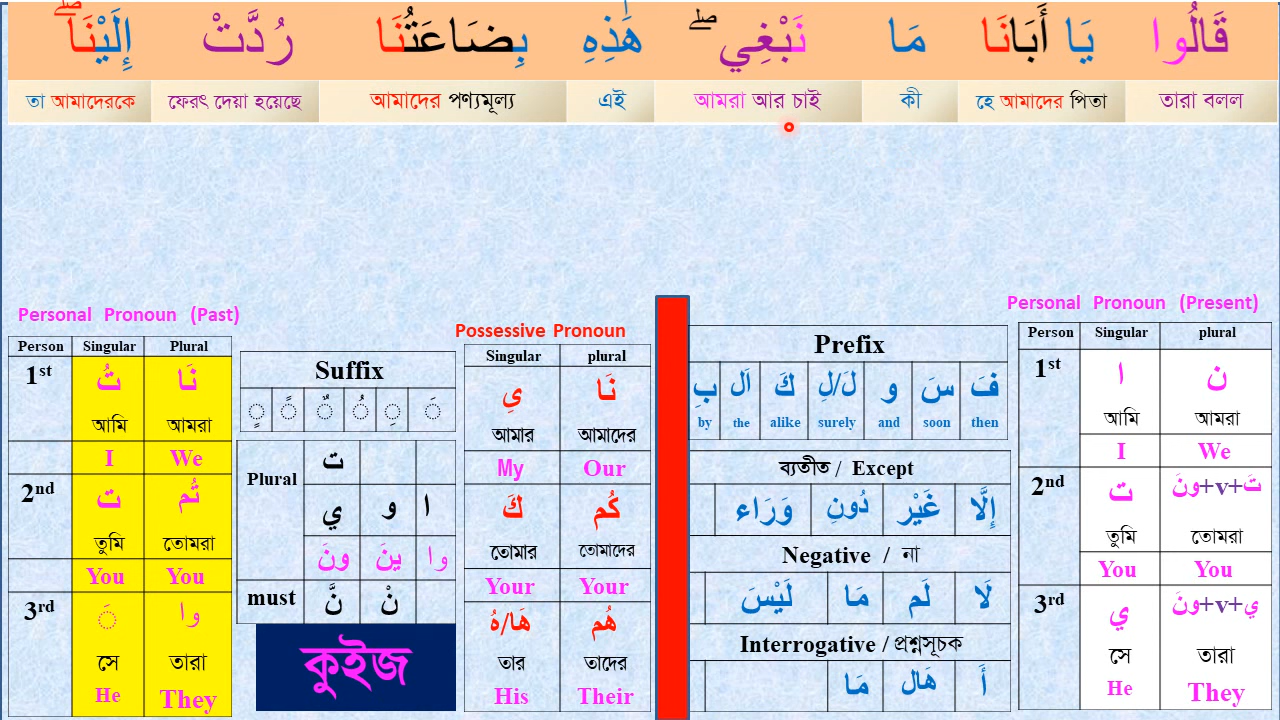 قَالُوا يَا أَبَانَا مَا نَبْغِي ۖ هَٰذِهِ بِضَاعَتُنَا رُدَّتْ إِلَيْنَا ۖ
তা আমাদেরকে ফেরৎ দেয়া হয়েছে আমাদের পণ্যমূল্য এই আমরা আর চাই কী হে আমাদের পিতা তারা বলল
Personal Pronoun (Past)
Person Singular Plural
1st تُ نَا
আমি আমরা
I We
2nd ت تُم
তুমি তোমরা
You You
3rd َ وا
সে তারা
He They
Suffix
ٍ ً ٌ ُ ِ َ
Plural ت
ي و ا
ونَ ينَ وا
must نَّ نْ
কুইজ
Possessive Pronoun
Singular plural
يِ نَا
আমার আমাদের
My Our
كَ كُم
তোমার তোমাদের
Your Your
هَا/هُ هُم
তার তাদের
His Their
Prefix
بِ اَل كَ لَ/لِ و سَ فَ
by the alike surely and soon then
ব্যতীত / Except
وَرَاء دُونِ غَيْر إِلَّا
Negative / না
لَيْسَ مَا لَم لَا
Interrogative / প্রশ্নসূচক
مَا هَال أَ
Personal Pronoun (Present)
Person Singular plural
1st ا ن
আমি আমরা
I We
2nd ت تَ+v+ونَ
তুমি তোমরা
You You
3rd ي ي+v+ونَ
সে তারা
He They